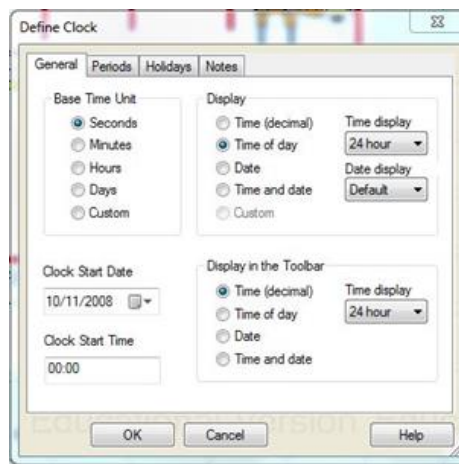 Define Clock
General Periods Holidays Notes
Base Time Unit
Seconds
Minutes
Hours
Days
Custom
Display
Time (decimal)
Time of day
Date
Time and date
Custom
Time display
24 hour
Date display
Default
Clock Start Date
10/11/2008
Clock Start Time
00:00
Display in the Toolbar
Time (decimal)
Time of day
Date
Time and date
Time display
24 hour
Educational Version
OK Cancel Help